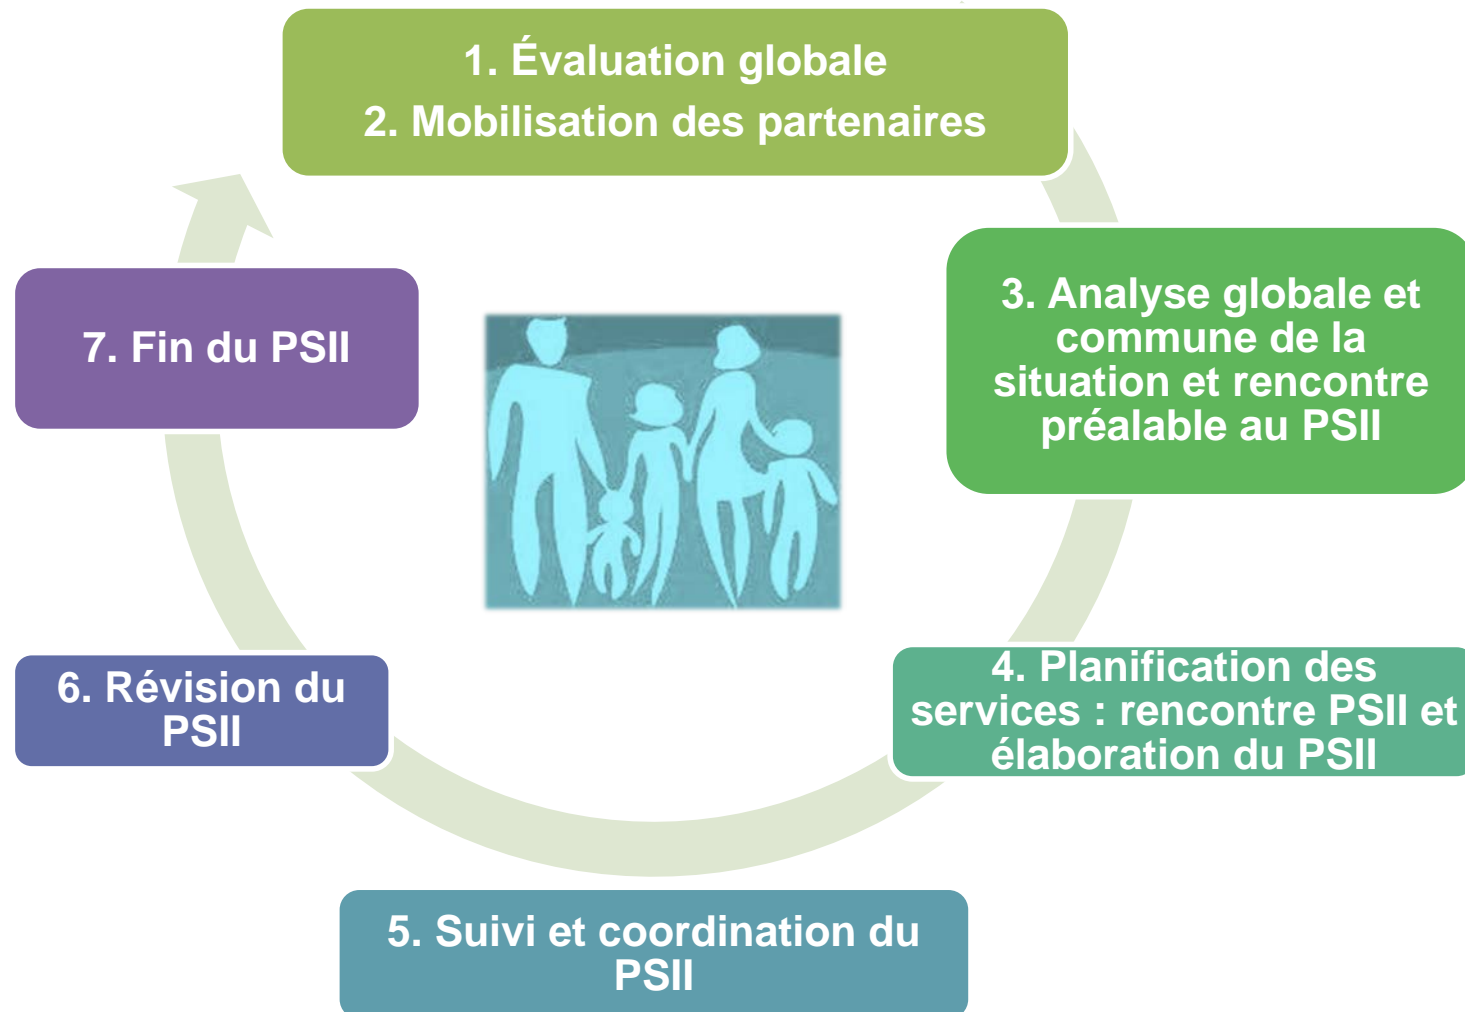 1. Évaluation globale
2. Mobilisation des partenaires
3. Analyse globale et
commune de la
situation et rencontre
préalable au PSII
4. Planification des
services : rencontre PSII et
élaboration du PSII
5. Suivi et coordination du
PSII
6. Révision du
PSII
7. Fin du PSII